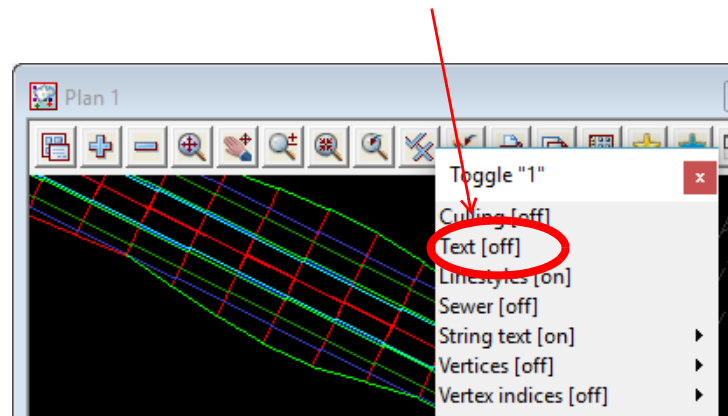 Plan 1
Toggle "1"
x
Culling [off]
Text [off]
Linestyles [on]
Sewer [off]
String text [on]
Vertices [off]
Vertex indices [off]